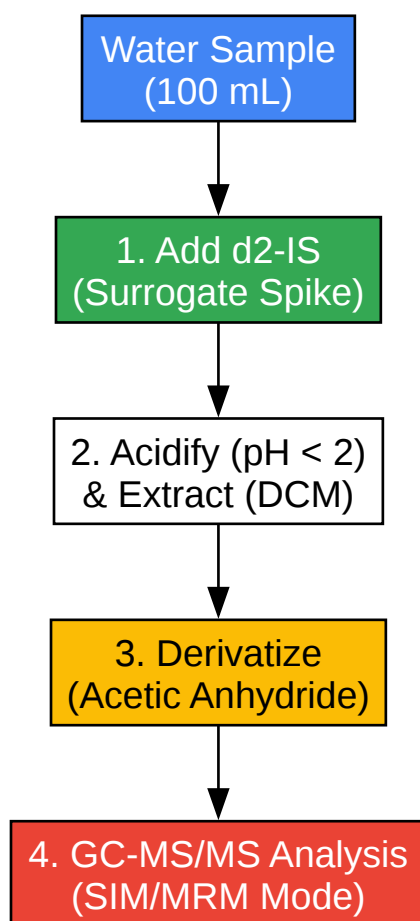 Water Sample
(100 mL)
1. Add d2-IS
(Surrogate Spike)
2. Acidify (pH < 2)
& Extract (DCM)
3. Derivatize
(Acetic Anhydride)
4. GC-MS/MS Analysis
(SIM/MRM Mode)